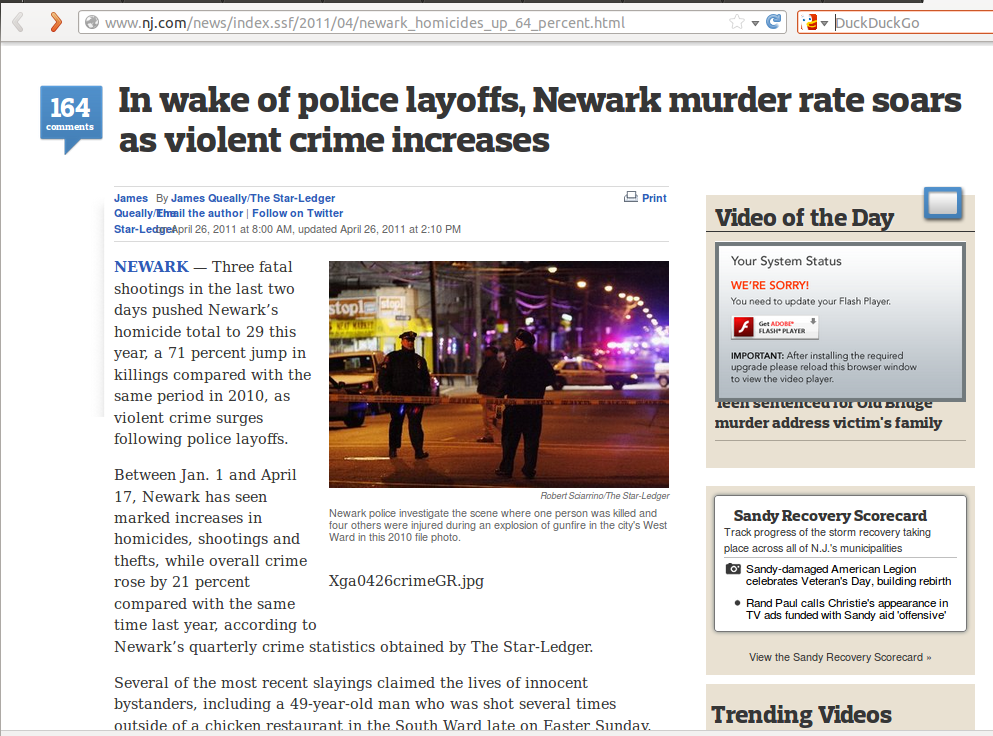 www.nj.com/news/index.ssf/2011/04/newark_homicides_up_64_percent.html
DuckDuckGo
164
comments
In wake of police layoffs, Newark murder rate soars
as violent crime increases
James
Queally/The
Star-Ledger
By James Queally/The Star-Ledger
Email the author | Follow on Twitter
on April 26, 2011 at 8:00 AM, updated April 26, 2011 at 2:10 PM
Print
NEWARK — Three fatal
shootings in the last two
days pushed Newark’s
homicide total to 29 this
year, a 71 percent jump in
killings compared with the
same period in 2010, as
violent crime surges
following police layoffs.
stop1
stop1
Robert Sciarrino/The Star-Ledger
Newark police investigate the scene where one person was killed and
four others were injured during an explosion of gunfire in the city's West
Ward in this 2010 file photo.
Xga0426crimeGR.jpg
Between Jan. 1 and April
17, Newark has seen
marked increases in
homicides, shootings and
thefts, while overall crime
rose by 21 percent
compared with the same
time last year, according to
Newark’s quarterly crime statistics obtained by The Star-Ledger.
Several of the most recent slayings claimed the lives of innocent
bystanders, including a 49-year-old man who was shot several times
outside of a chicken restaurant in the South Ward late on Easter Sunday.
Video of the Day
Your System Status
WE'RE SORRY!
You need to update your Flash Player.
Get ADOBE®
FLASH® PLAYER
IMPORTANT: After installing the required
upgrade please reload this browser window
to view the video player.
Teen sentenced for Old Bridge
murder address victim's family
Sandy Recovery Scorecard
Track progress of the storm recovery taking
place across all of N.J.'s municipalities
Sandy-damaged American Legion
celebrates Veteran's Day, building rebirth
Rand Paul calls Christie's appearance in
TV ads funded with Sandy aid 'offensive'
View the Sandy Recovery Scorecard »
Trending Videos